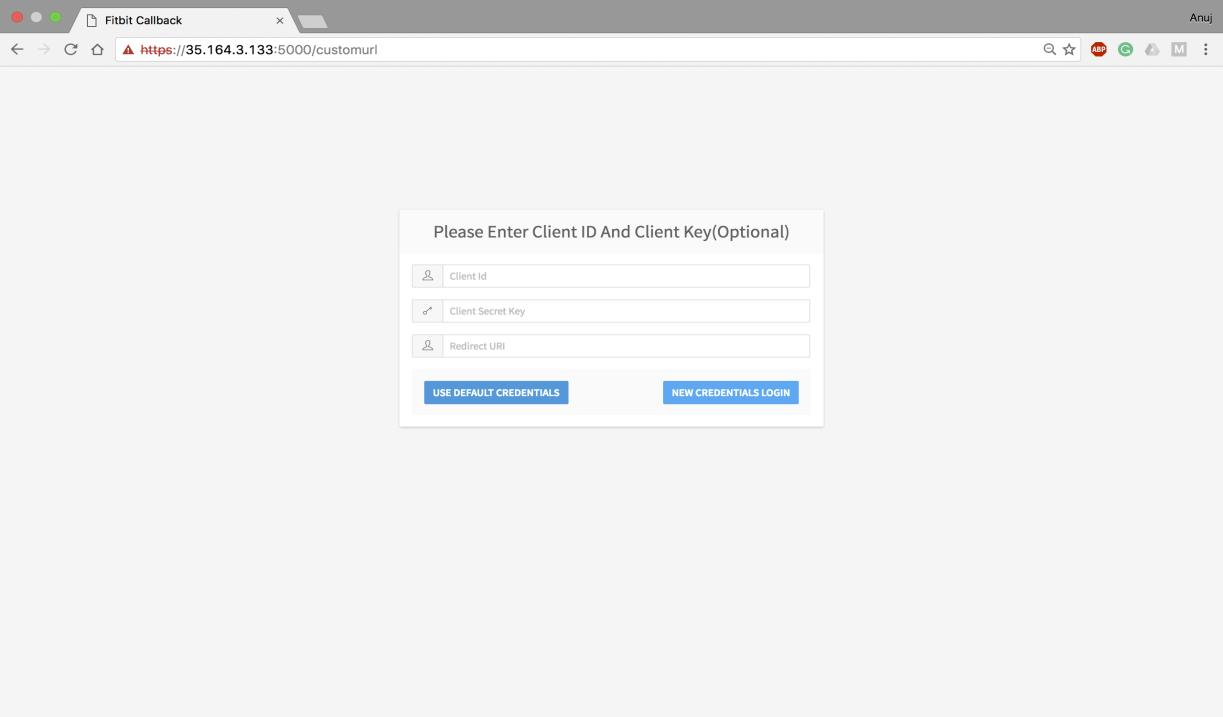 Fitbit Callback
Anuj
https://35.164.3.133:5000/customurl
ABP
G
M
Please Enter Client ID And Client Key(Optional)
Client Id
Client Secret Key
Redirect URI
USE DEFAULT CREDENTIALS
NEW CREDENTIALS LOGIN